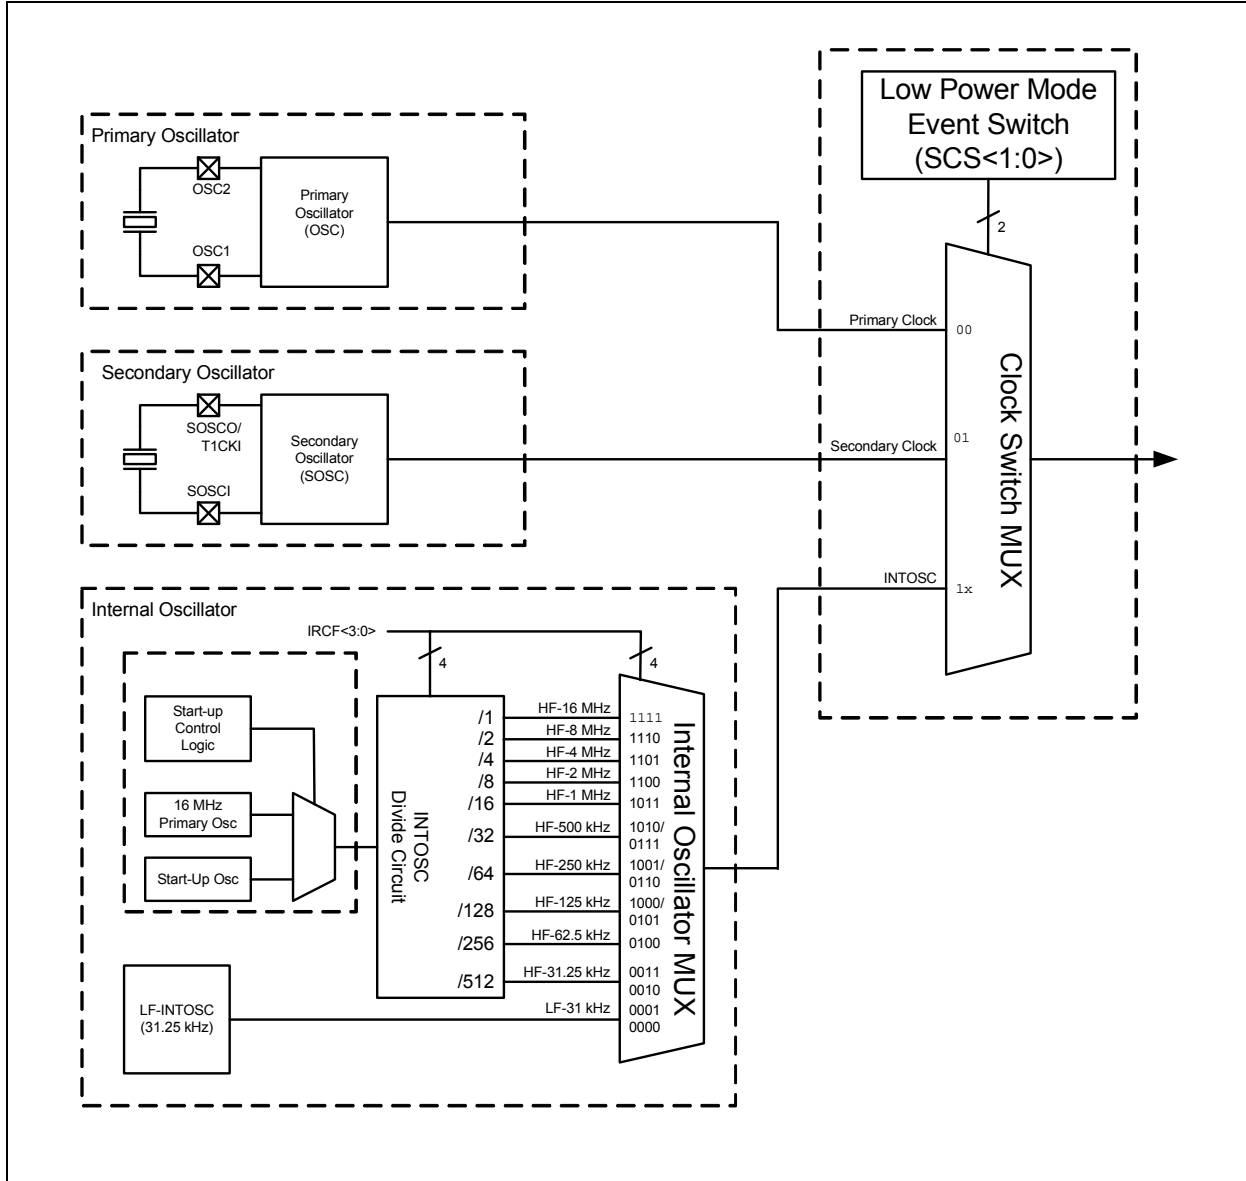 Low Power Mode
Event Switch
(SCS<1:0>)
2
Primary Oscillator
OSC2
OSC1
Primary
Oscillator
(OSC)
Primary Clock
00
Secondary Oscillator
SOSCO/
T1CKI
SOSCI
Secondary
Oscillator
(SOSC)
Secondary Clock
01
INTOSC
1x
Clock Switch MUX
Internal Oscillator
IRCF<3:0>
4
4
Start-up
Control
Logic
16 MHz
Primary Osc
Start-Up Osc
LF-INTOSC
(31.25 kHz)
INTOSC
Divide Circuit
/1
/2
/4
/8
/16
/32
/64
/128
/256
/512
HF-16 MHz
HF-8 MHz
HF-4 MHz
HF-2 MHz
HF-1 MHz
HF-500 kHz
HF-250 kHz
HF-125 kHz
HF-62.5 kHz
HF-31.25 kHz
LF-31 kHz
1111
1110
1101
1100
1011
1010/
0111
1001/
0110
1000/
0101
0100
0011
0010
0001
0000
Internal Oscillator MUX